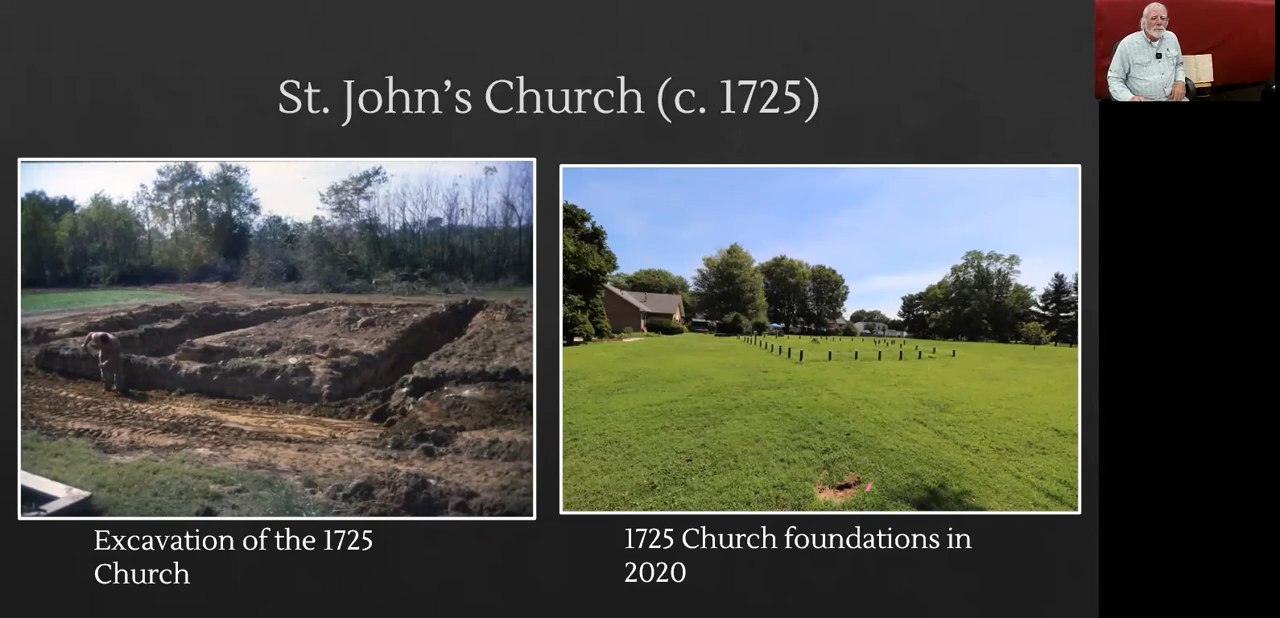 St. John’s Church (c. 1725)
Excavation of the 1725
Church
1725 Church foundations in
2020